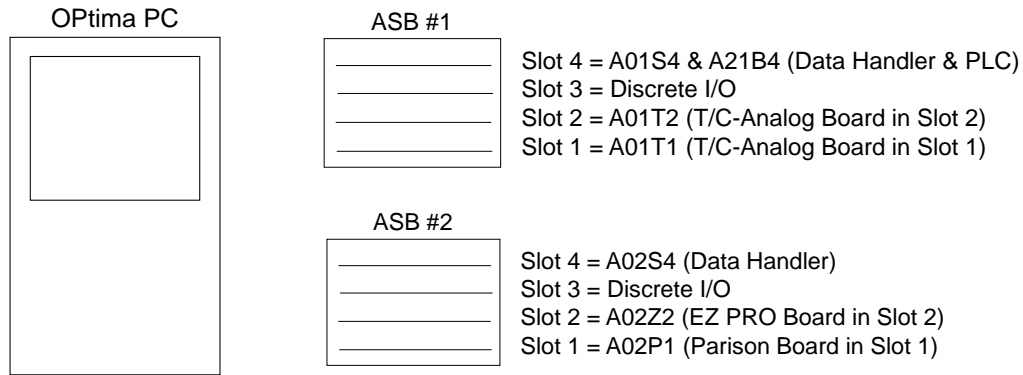 OPtima PC
ASB #1
Slot 4 = A01S4 & A21B4 (Data Handler & PLC)
Slot 3 = Discrete I/O
Slot 2 = A01T2 (T/C-Analog Board in Slot 2)
Slot 1 = A01T1 (T/C-Analog Board in Slot 1)
ASB #2
Slot 4 = A02S4 (Data Handler)
Slot 3 = Discrete I/O
Slot 2 = A02Z2 (EZ PRO Board in Slot 2)
Slot 1 = A02P1 (Parison Board in Slot 1)